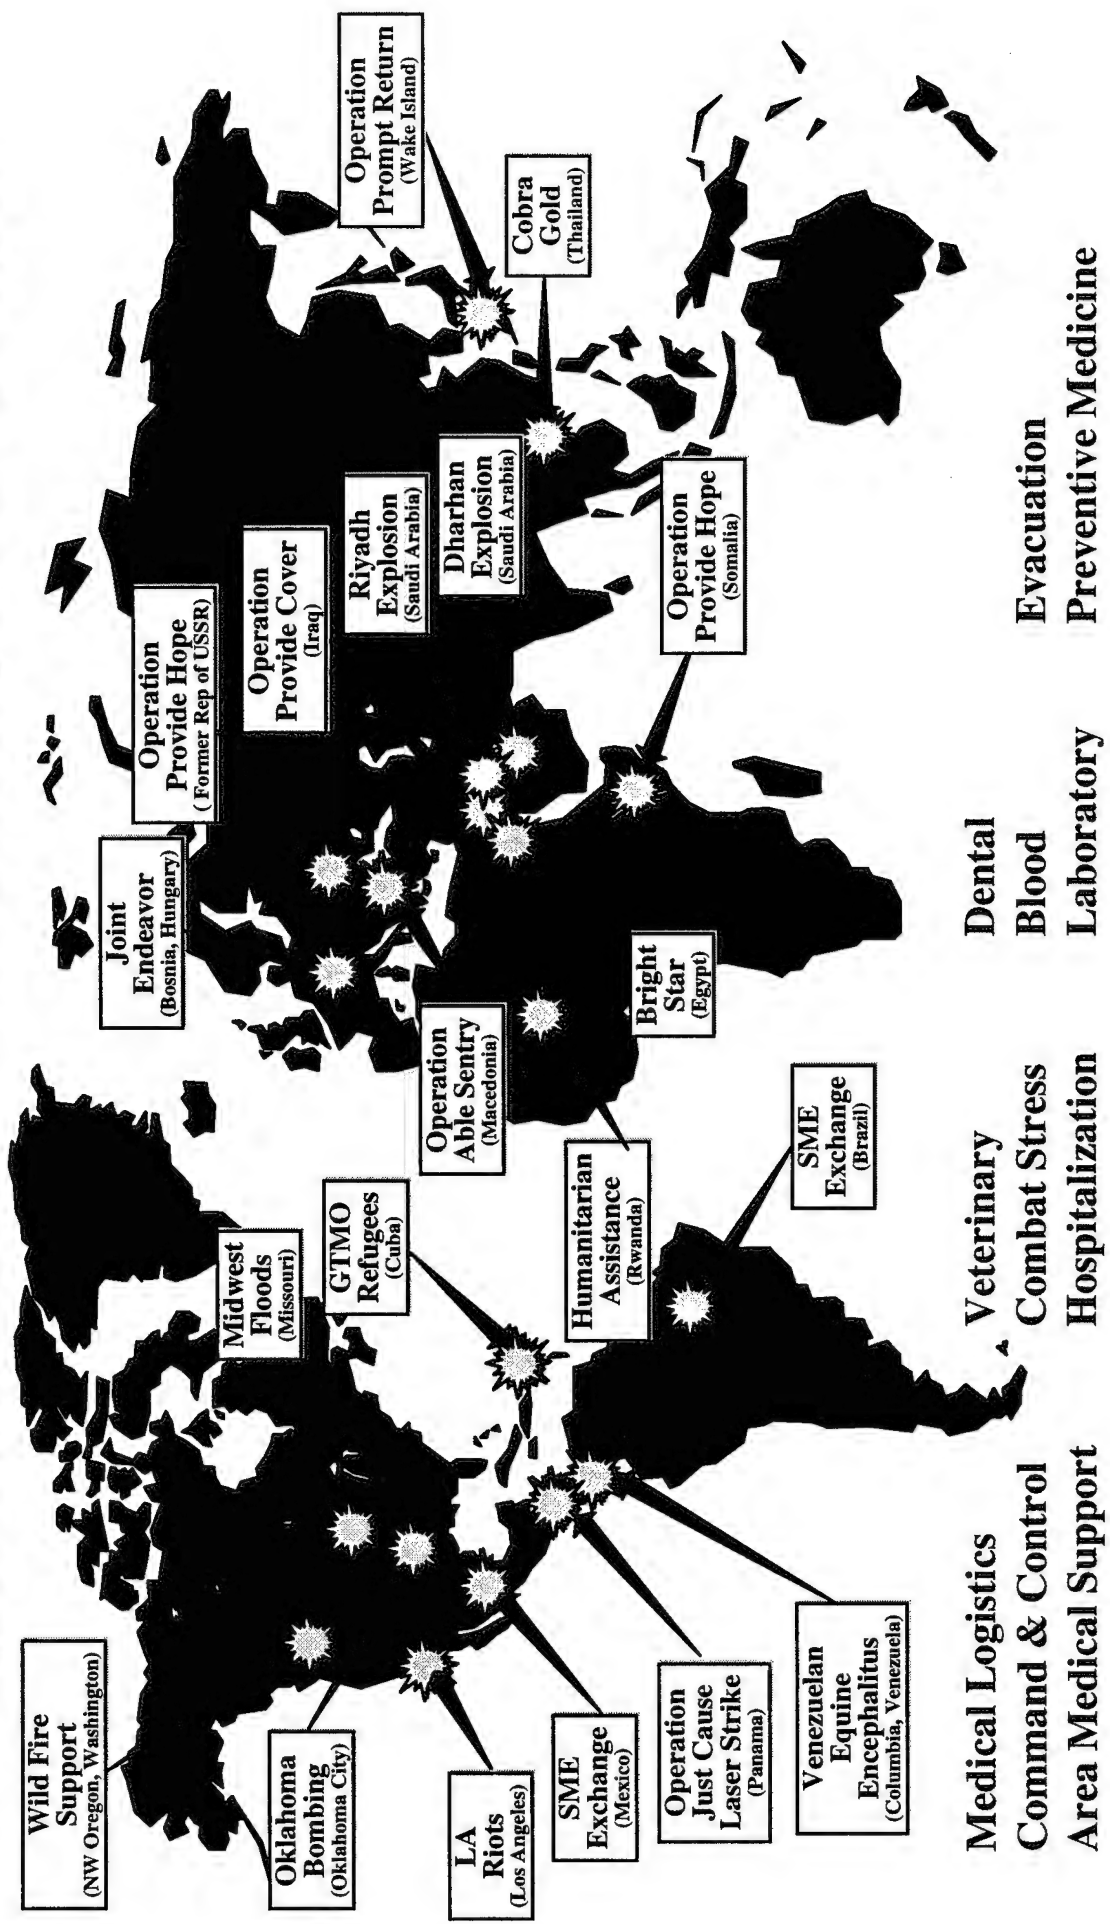 Wild Fire
Support
(NW Oregon, Washington)
Oklahoma
Bombing
(Oklahoma City)
LA
Riots
(Los Angeles)
SME
Exchange
(Mexico)
Operation
Just Cause
Laser Strike
(Panama)
Venezuelan
Equine
Encephalitus
(Columbia, Venezuela)
Midwest
Floods
(Missouri)
GTMO
Refugees
(Cuba)
Humanitarian
Assistance
(Rwanda)
SME
Exchange
(Brazil)
Joint
Endeavor
(Bosnia, Hungary)
Operation
Able Sentry
(Macedonia)
Bright
Star
(Egypt)
Operation
Provide Hope
( Former Rep of USSR)
Operation
Provide Cover
(Iraq)
Riyadh
Explosion
(Saudi Arabia)
Dharhan
Explosion
(Saudi Arabia)
Operation
Provide Hope
(Somalia)
Operation
Prompt Return
(Wake Island)
Cobra
Gold
(Thailand)
Medical Logistics
Command & Control
Area Medical Support
Veterinary
Combat Stress
Hospitalization
Dental
Blood
Laboratory
Evacuation
Preventive Medicine